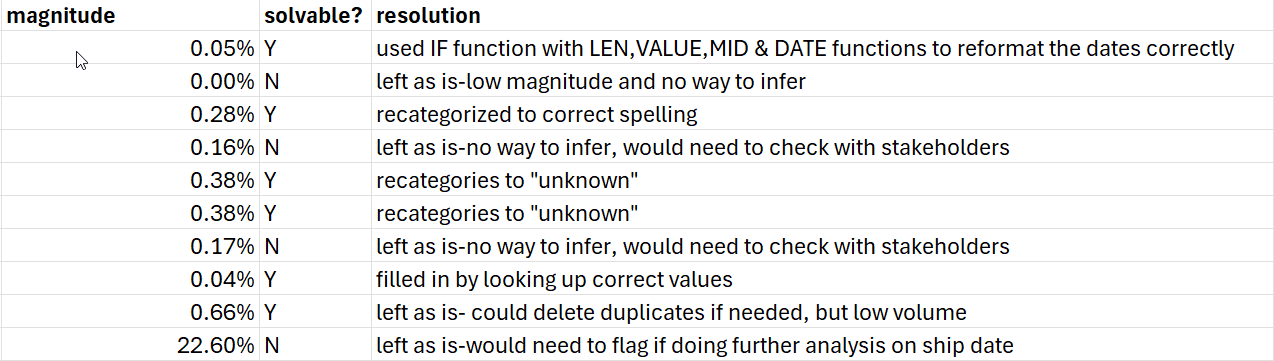 magnitude solvable? resolution
0.05% Y used IF function with LEN,VALUE,MID & DATE functions to reformat the dates correctly
0.00% N left as is-low magnitude and no way to infer
0.28% Y recategorized to correct spelling
0.16% N left as is-no way to infer, would need to check with stakeholders
0.38% Y recategories to "unknown"
0.38% Y recategories to "unknown"
0.17% N left as is-no way to infer, would need to check with stakeholders
0.04% Y filled in by looking up correct values
0.66% Y left as is- could delete duplicates if needed, but low volume
22.60% N left as is-would need to flag if doing further analysis on ship date